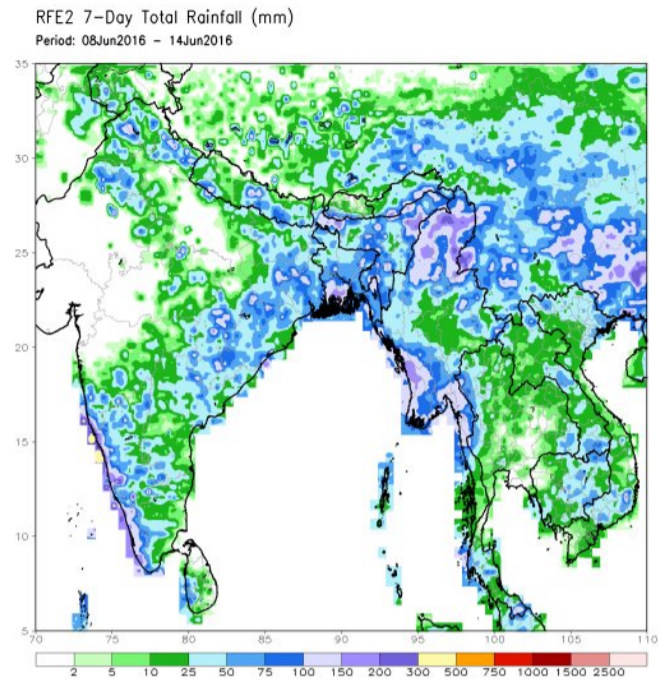 RFE2 7-Day Total Rainfall (mm)
Period: 08Jun2016 – 14Jun2016
35
30
25
20
15
10
5
70 75 80 85 90 95 100 105 110
2 5 10 25 50 75 100 150 200 300 500 750 1000 1500 2500